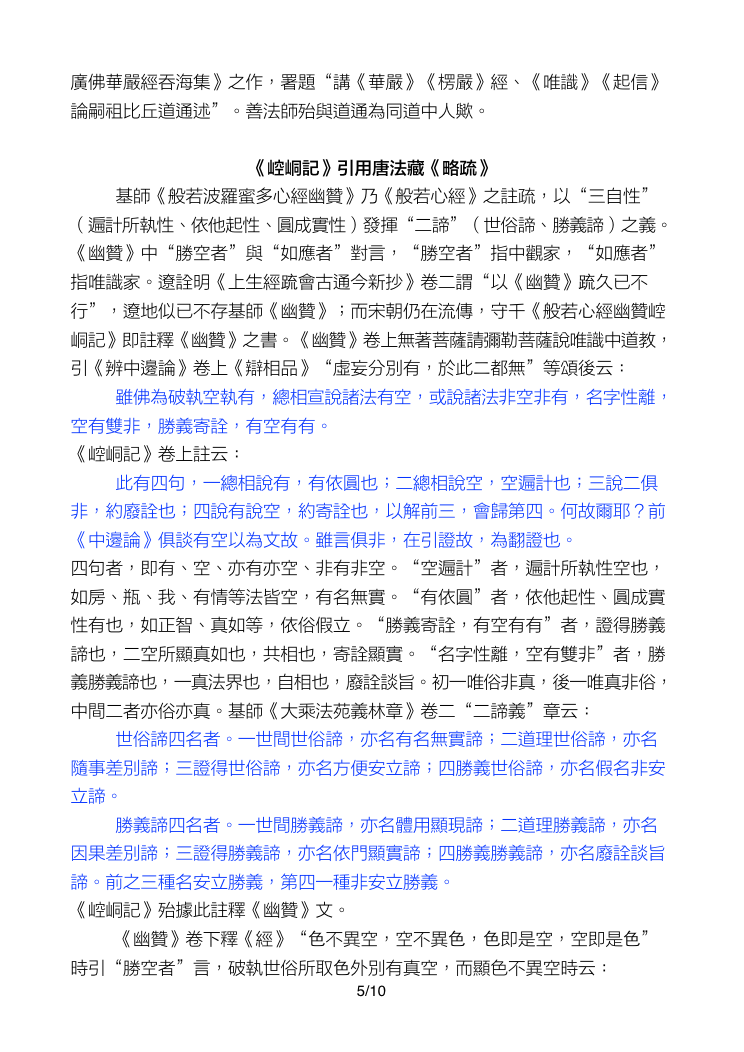 廣佛華嚴經吞海集》之作，署題“講《華嚴》《楞嚴》經、《唯識》《起信》
論嗣祖比丘道通述”。善法師殆與道通為同道中人歟。
《崆峒記》引用唐法藏《略疏》
基師《般若波羅蜜多心經幽贊》乃《般若心經》之註疏，以“三自性”
（遍計所執性、依他起性、圓成實性）發揮“二諦”（世俗諦、勝義諦）之義。
《幽贊》中“勝空者”與“如應者”對言，“勝空者”指中觀家，“如應者”
指唯識家。遼詮明《上生經䟽會古通今新抄》卷二謂“以《幽贊》䟽久已不
行”，遼地似已不存基師《幽贊》；而宋朝仍在流傳，守千《般若心經幽贊崆
峒記》即註釋《幽贊》之書。《幽贊》卷上無著菩薩請彌勒菩薩說唯識中道教，
引《辨中邊論》卷上《辯相品》“虛妄分別有，於此二都無”等頌後云：
雖佛為破執空執有，總相宣說諸法有空，或說諸法非空非有，名字性離，
空有雙非，勝義寄詮，有空有有。
《崆峒記》卷上註云：
此有四句，一總相說有，有依圓也；二總相說空，空遍計也；三說二俱
非，約廢詮也；四說有說空，約寄詮也，以解前三，會歸第四。何故爾耶？前
《中邊論》俱談有空以為文故。雖言俱非，在引證故，為翻證也。
四句者，即有、空、亦有亦空、非有非空。“空遍計”者，遍計所執性空也，
如房、瓶、我、有情等法皆空，有名無實。“有依圓”者，依他起性、圓成實
性有也，如正智、真如等，依俗假立。“勝義寄詮，有空有有”者，證得勝義
諦也，二空所顯真如也，共相也，寄詮顯實。“名字性離，空有雙非”者，勝
義勝義諦也，一真法界也，自相也，廢詮談旨。初一唯俗非真，後一唯真非俗，
中間二者亦俗亦真。基師《大乘法苑義林章》卷二“二諦義”章云：
世俗諦四名者。一世間世俗諦，亦名有名無實諦；二道理世俗諦，亦名
隨事差別諦；三證得世俗諦，亦名方便安立諦；四勝義世俗諦，亦名假名非安
立諦。
勝義諦四名者。一世間勝義諦，亦名體用顯現諦；二道理勝義諦，亦名
因果差別諦；三證得勝義諦，亦名依門顯實諦；四勝義勝義諦，亦名廢詮談旨
諦。前之三種名安立勝義，第四一種非安立勝義。
《崆峒記》殆據此註釋《幽贊》文。
《幽贊》卷下釋《經》“色不異空，空不異色，色即是空，空即是色”
時引“勝空者”言，破執世俗所取色外別有真空，而顯色不異空時云：
5/10